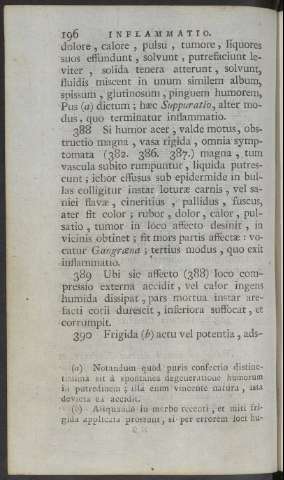 196 INFLAMMATIO.
dolore, calore, pulsu, tumore, liquores
suos effundunt, solvunt, putrefaciunt le-
viter, solida tenera atterunt, solvunt,
fluidis miscent in unum similem album,
spissum, glutinosum, pinguem humorem,
Pus (a) dictum; hæc Suppuratio, alter mo-
dus, quo terminatur inflammatio.
388 Si humor acer, valde motus, obs-
tructio magna, vasa rigida, omnia symp-
tomata (382. 386. 387.) magna, tum
vascula subito rumpuntur, liquida putres-
cunt; ichor effusus sub epidermide in bul-
las colligitur instar loturæ carnis, vel sa-
niei flavæ, cineritius, pallidus, fuscus,
ater fit color; rubor, dolor, calor, pul-
satio, tumor in loco affecto desinit, in
vicinis obtinet; fit mors partis affectæ: vo-
catur Gangræna; tertius modus, quo exit
inflammatio.
389 Ubi sic affecto (388) loco com-
pressio externa accidit, vel calor ingens
humida dissipat, pars mortua instar are-
facti corii durescit, inferiora suffocat, et
corrumpit.
390 Frigida (b) actu vel potentia, ads-
(a) Notandum quod puris confectio distinc-
tissima sit à spontanea degeneratione humorum
in putredinem; illa enim vincente natura, ista
devicta ea accidit.
(b) Aliquando in morbo recenti, et miti fri-
gida applicata prosunt, si per errorem loci hu-